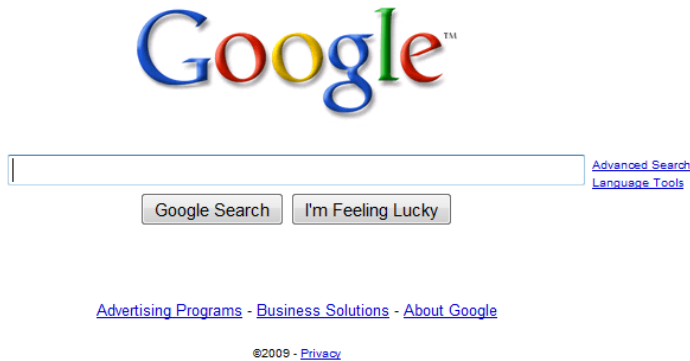 Google™
Advanced Search
Language Tools
Google Search I'm Feeling Lucky
Advertising Programs - Business Solutions - About Google
©2009 - Privacy